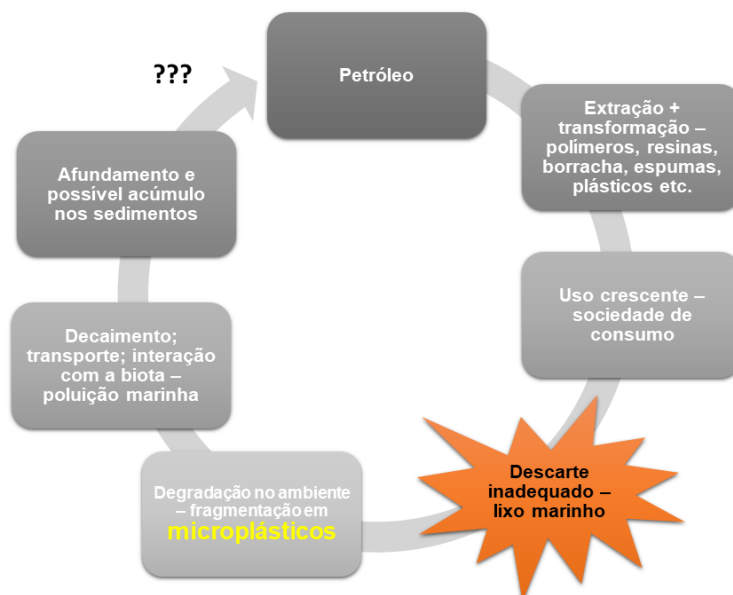 ???
Petróleo
Extração +
transformação –
polímeros, resinas,
borracha, espumas,
plásticos etc.
Uso crescente –
sociedade de
consumo
Descarte
inadequado –
lixo marinho
Degradação no ambiente
– fragmentação em
microplásticos
Decaimento;
transporte; interação
com a biota –
poluição marinha
Afundamento e
possível acúmulo
nos sedimentos